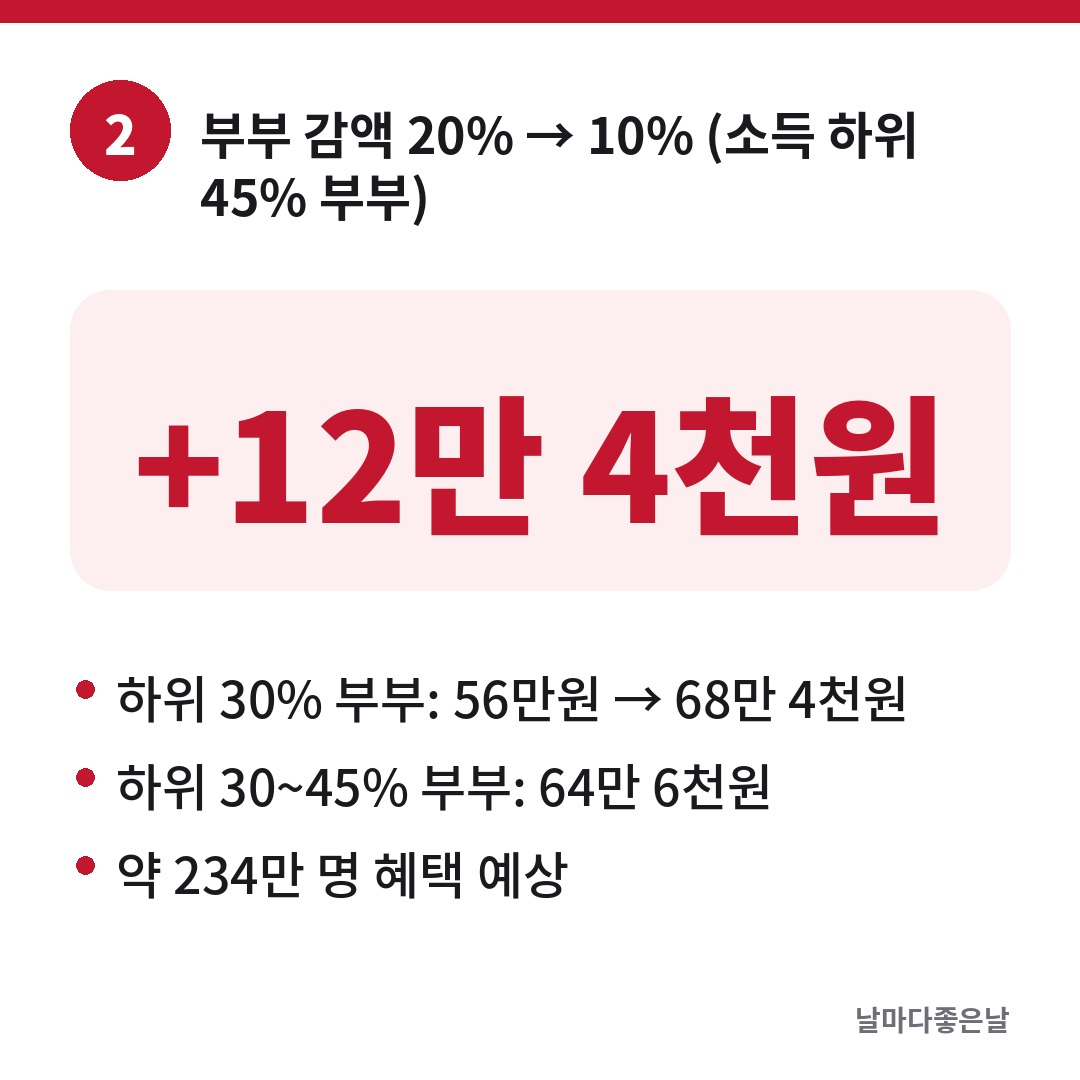 2
부부 감액 20% → 10% (소득 하위
45% 부부)
+12만 4천원
• 하위 30% 부부: 56만원 → 68만 4천원
• 하위 30~45% 부부: 64만 6천원
• 약 234만 명 혜택 예상
날마다좋은날